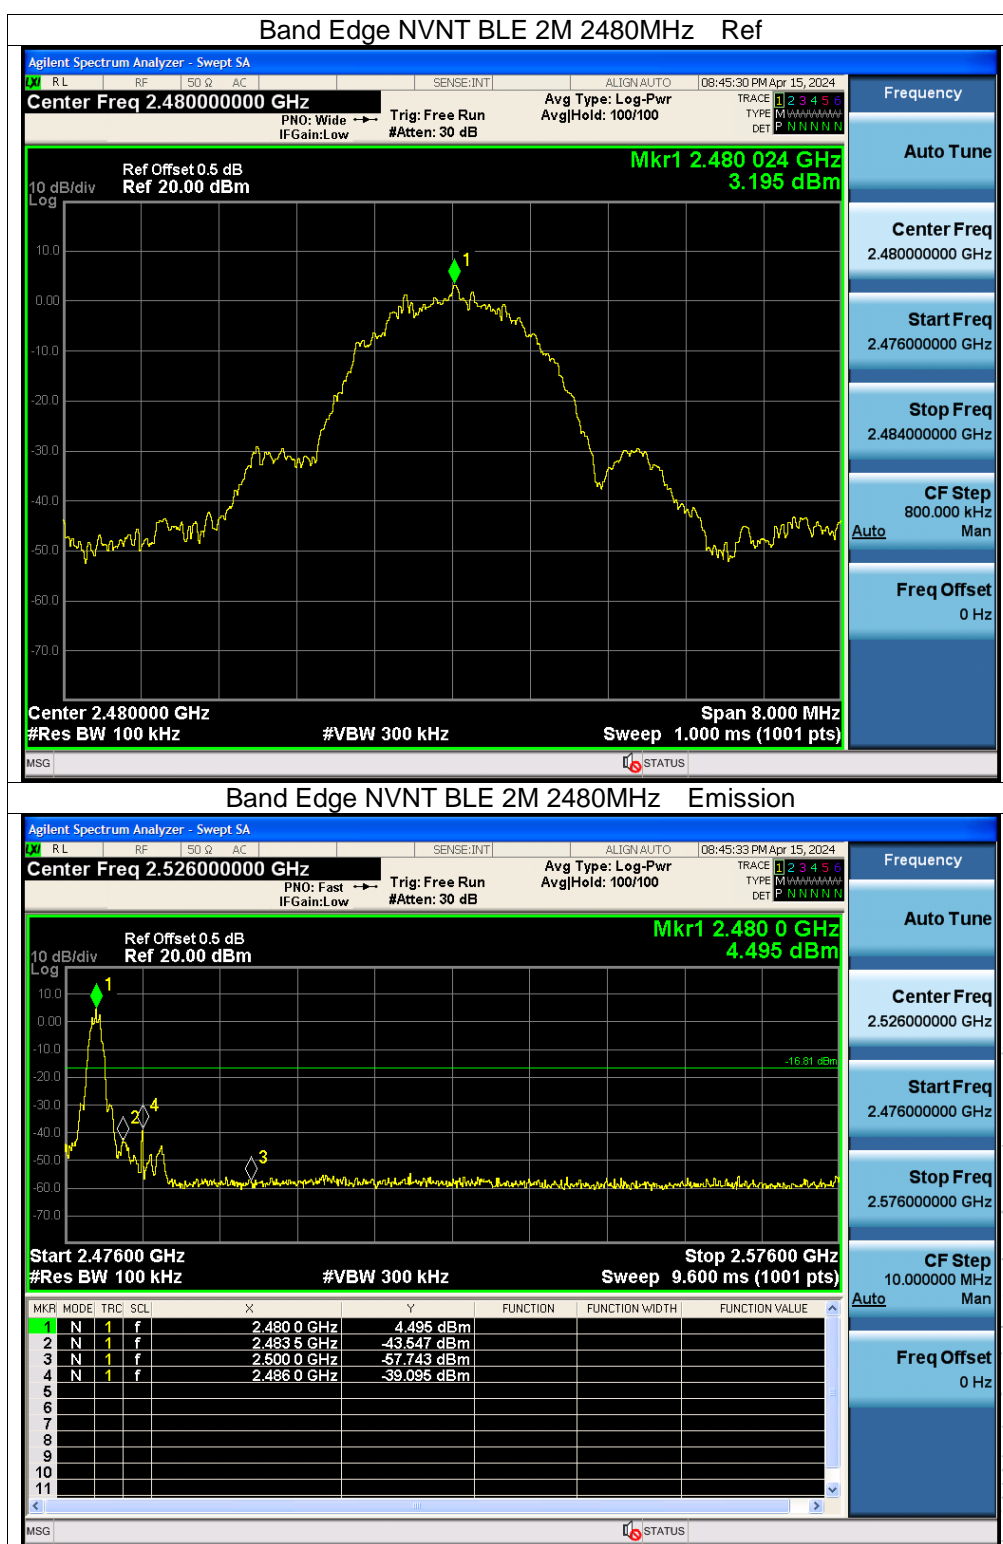 Band Edge NVNT BLE 2M 2480MHz Ref
Agilent Spectrum Analyzer - Swept SA
LXI RL RF 50 Ω AC SENSE:INT ALIGN AUTO 08:45:30 PM Apr 15, 2024
Center Freq 2.480000000 GHz
PNO: Wide
IFGain:Low
Trig: Free Run
#Atten: 30 dB
Avg Type: Log-Pwr
Avg|Hold: 100/100
TRACE 1 2 3 4 5 6
TYPE M WWWWW
DET P N N N N N
Mkr1 2.480 024 GHz
3.195 dBm
Ref Offset 0.5 dB
10 dB/div Ref 20.00 dBm
Log
10.0
0.00
-10.0
-20.0
-30.0
-40.0
-50.0
-60.0
-70.0
1
Center 2.480000 GHz Span 8.000 MHz
#Res BW 100 kHz #VBW 300 kHz Sweep 1.000 ms (1001 pts)
MSG STATUS
Frequency
Auto Tune
Center Freq
2.480000000 GHz
Start Freq
2.476000000 GHz
Stop Freq
2.484000000 GHz
CF Step
800.000 kHz
Auto Man
Freq Offset
0 Hz
Band Edge NVNT BLE 2M 2480MHz Emission
Agilent Spectrum Analyzer - Swept SA
LXI RL RF 50 Ω AC SENSE:INT ALIGN AUTO 08:45:33 PM Apr 15, 2024
Center Freq 2.526000000 GHz
PNO: Fast
IFGain:Low
Trig: Free Run
#Atten: 30 dB
Avg Type: Log-Pwr
Avg|Hold: 100/100
TRACE 1 2 3 4 5 6
TYPE M WWWWW
DET P N N N N N
Mkr1 2.480 0 GHz
4.495 dBm
Ref Offset 0.5 dB
10 dB/div Ref 20.00 dBm
Log
10.0
0.00
-10.0
-20.0
-30.0
-40.0
-50.0
-60.0
-70.0
1
-16.81 dBm
2 4
3
Start 2.47600 GHz Stop 2.57600 GHz
#Res BW 100 kHz #VBW 300 kHz Sweep 9.600 ms (1001 pts)
MKR MODE TRC SCL X Y FUNCTION FUNCTION WIDTH FUNCTION VALUE
1 N 1 f 2.480 0 GHz 4.495 dBm
2 N 1 f 2.483 5 GHz -43.547 dBm
3 N 1 f 2.500 0 GHz -57.743 dBm
4 N 1 f 2.486 0 GHz -39.095 dBm
5
6
7
8
9
10
11
MSG STATUS
Frequency
Auto Tune
Center Freq
2.526000000 GHz
Start Freq
2.476000000 GHz
Stop Freq
2.576000000 GHz
CF Step
10.000000 MHz
Auto Man
Freq Offset
0 Hz